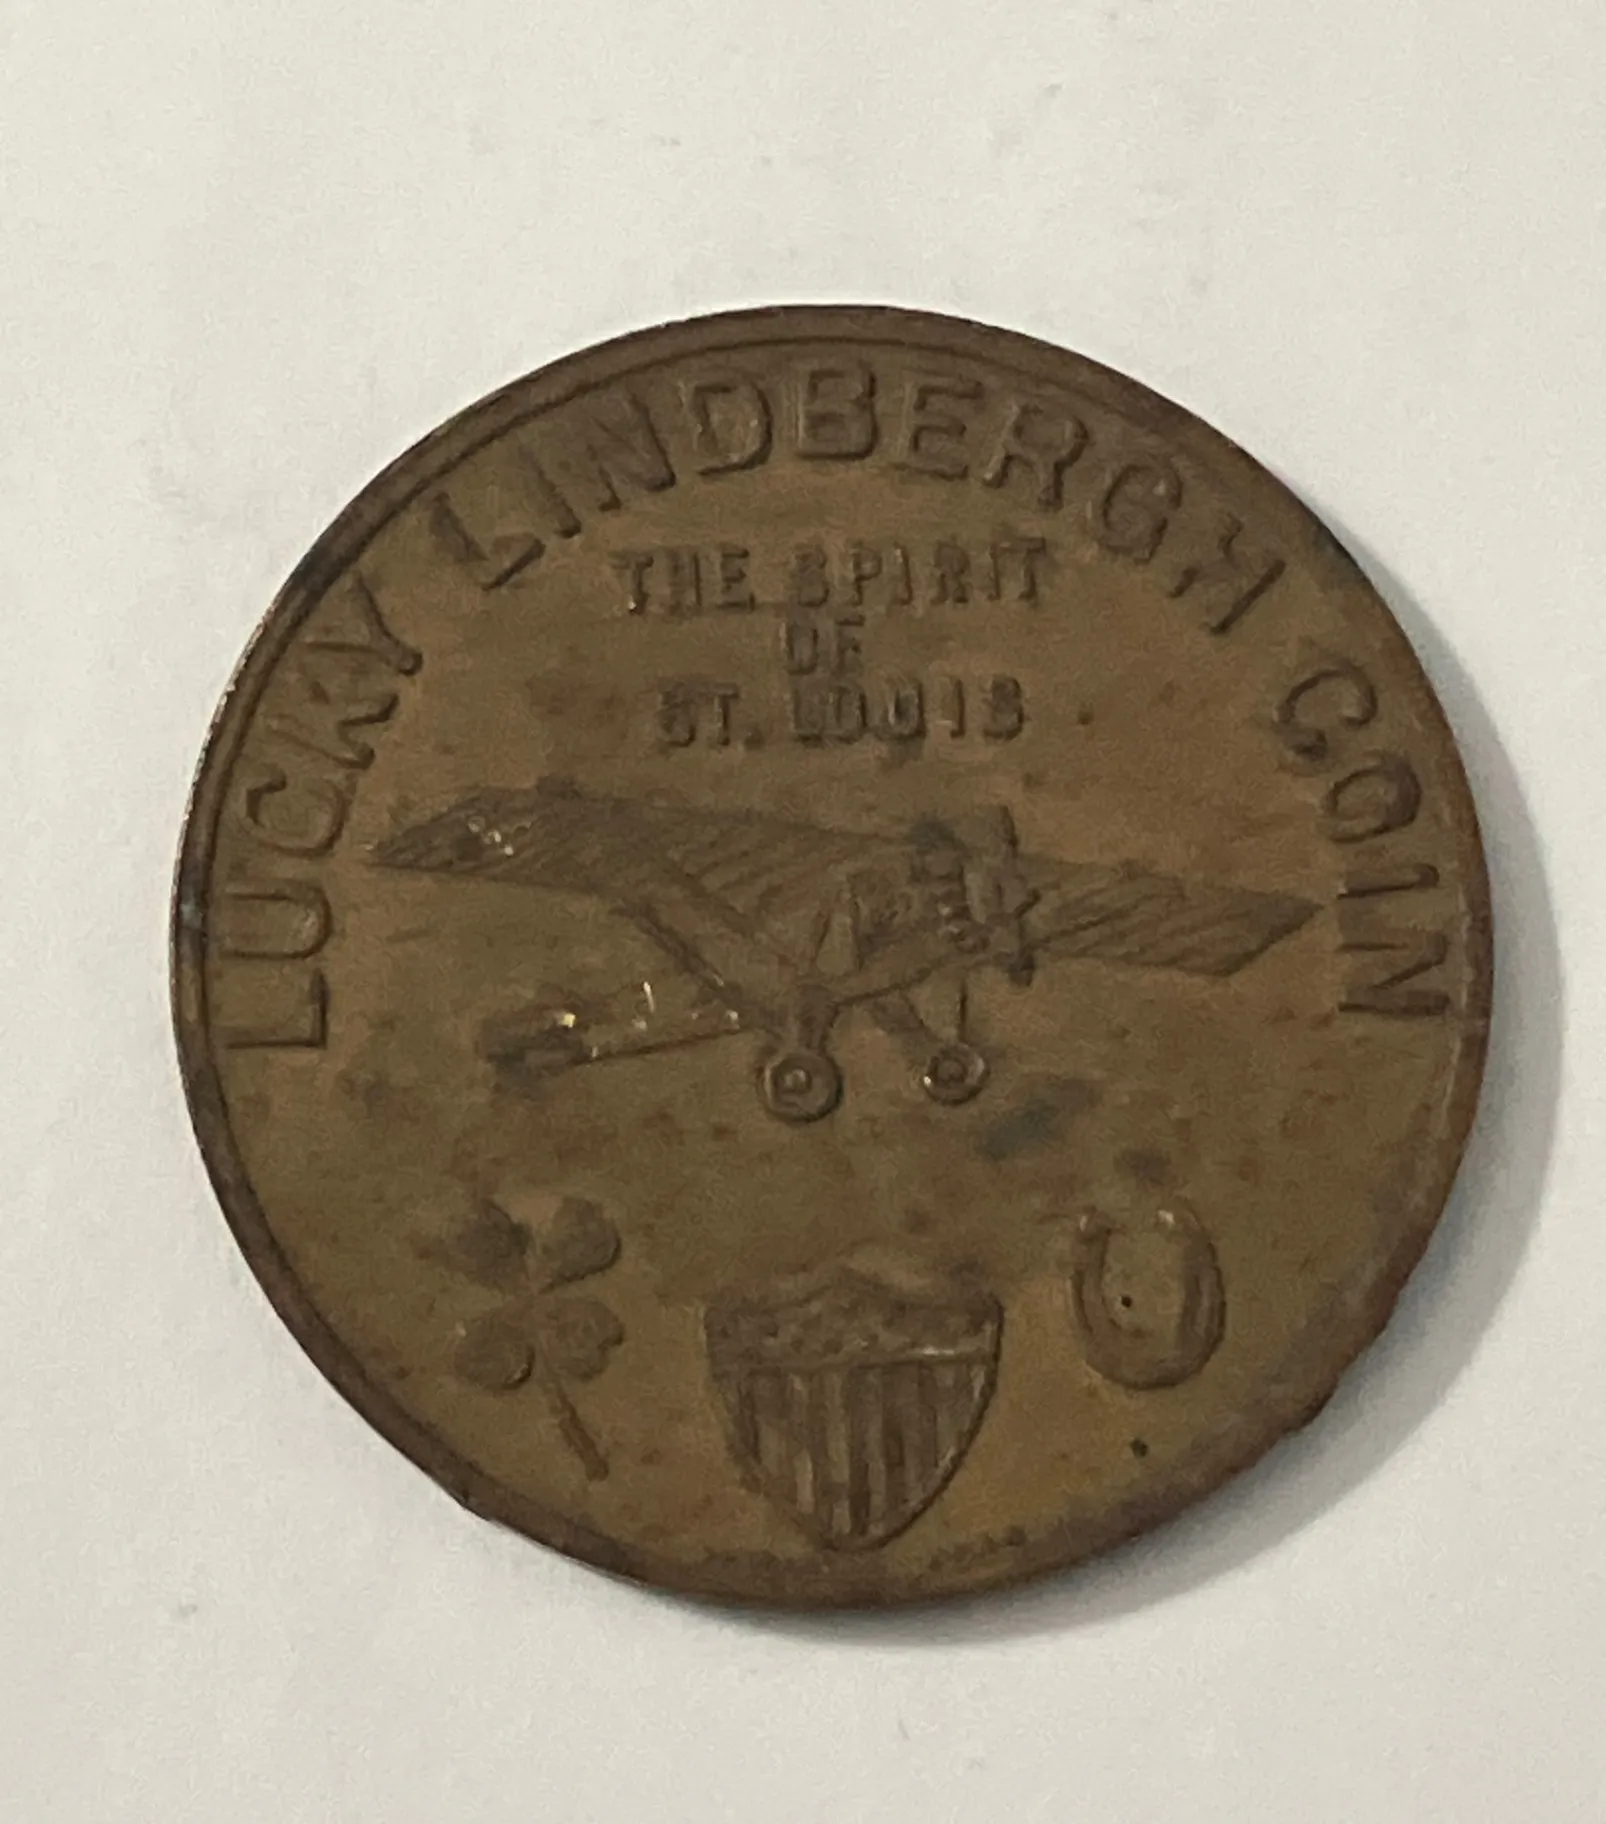 LUCKY LINDBERGH COIN
THE SPIRIT
OF
ST. LOUIS